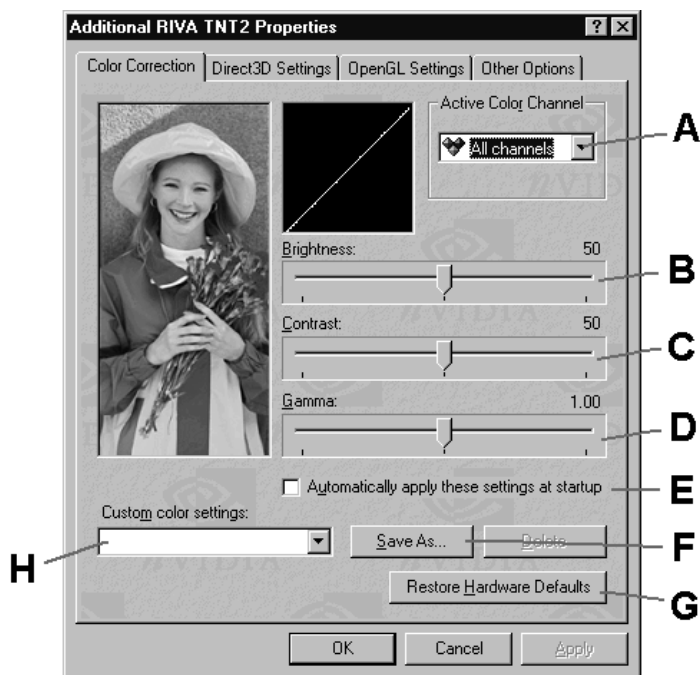 Additional RIVA TNT2 Properties
Color Correction
Direct3D Settings
OpenGL Settings
Other Options
Active Color Channel
All channels
A
Brightness:
50
B
Contrast:
50
C
Gamma:
1.00
D
Automatically apply these settings at startup
E
Custom color settings:
H
Save As...
Delete
F
Restore Hardware Defaults
G
OK
Cancel
Apply
NVIDIA